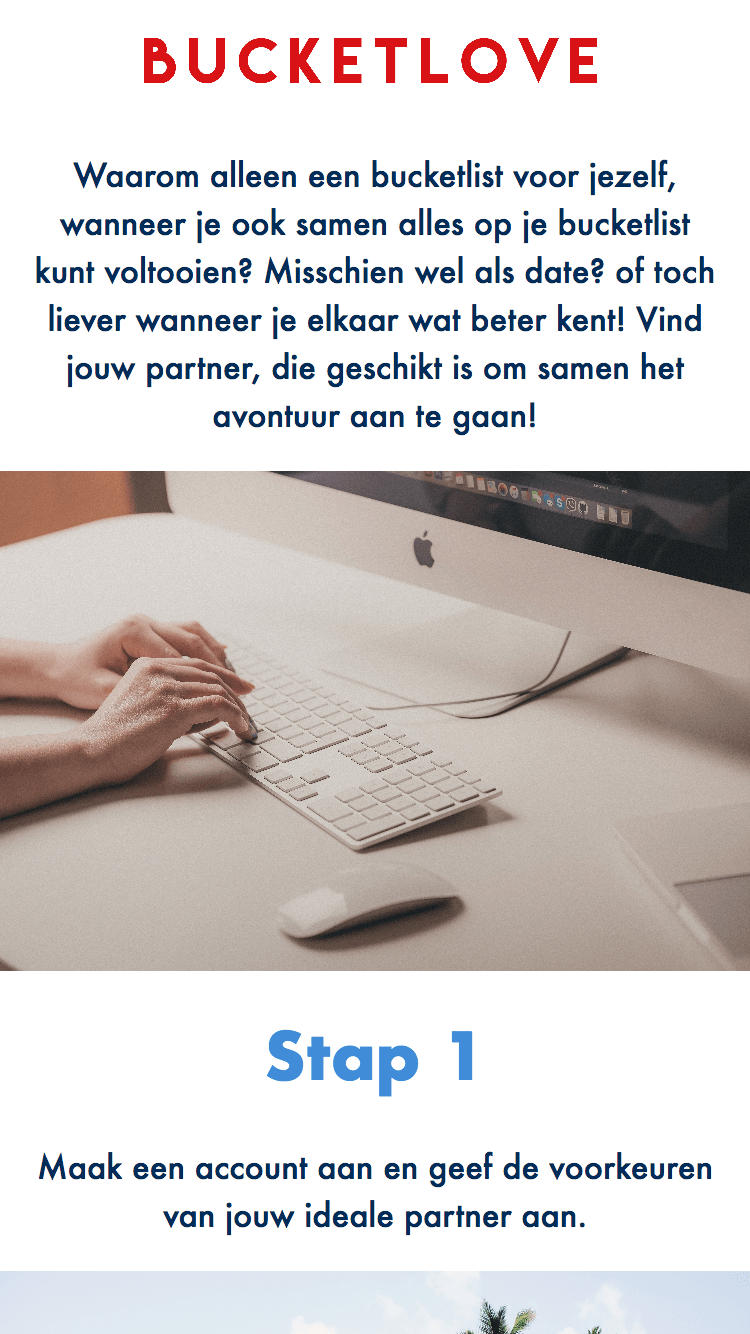 BUCKETLOVE
Waarom alleen een bucketlist voor jezelf,
wanneer je ook samen alles op je bucketlist
kunt voltooien? Misschien wel als date? of toch
liever wanneer je elkaar wat beter kent! Vind
jouw partner, die geschikt is om samen het
avontuur aan te gaan!
Stap 1
Maak een account aan en geef de voorkeuren
van jouw ideale partner aan.